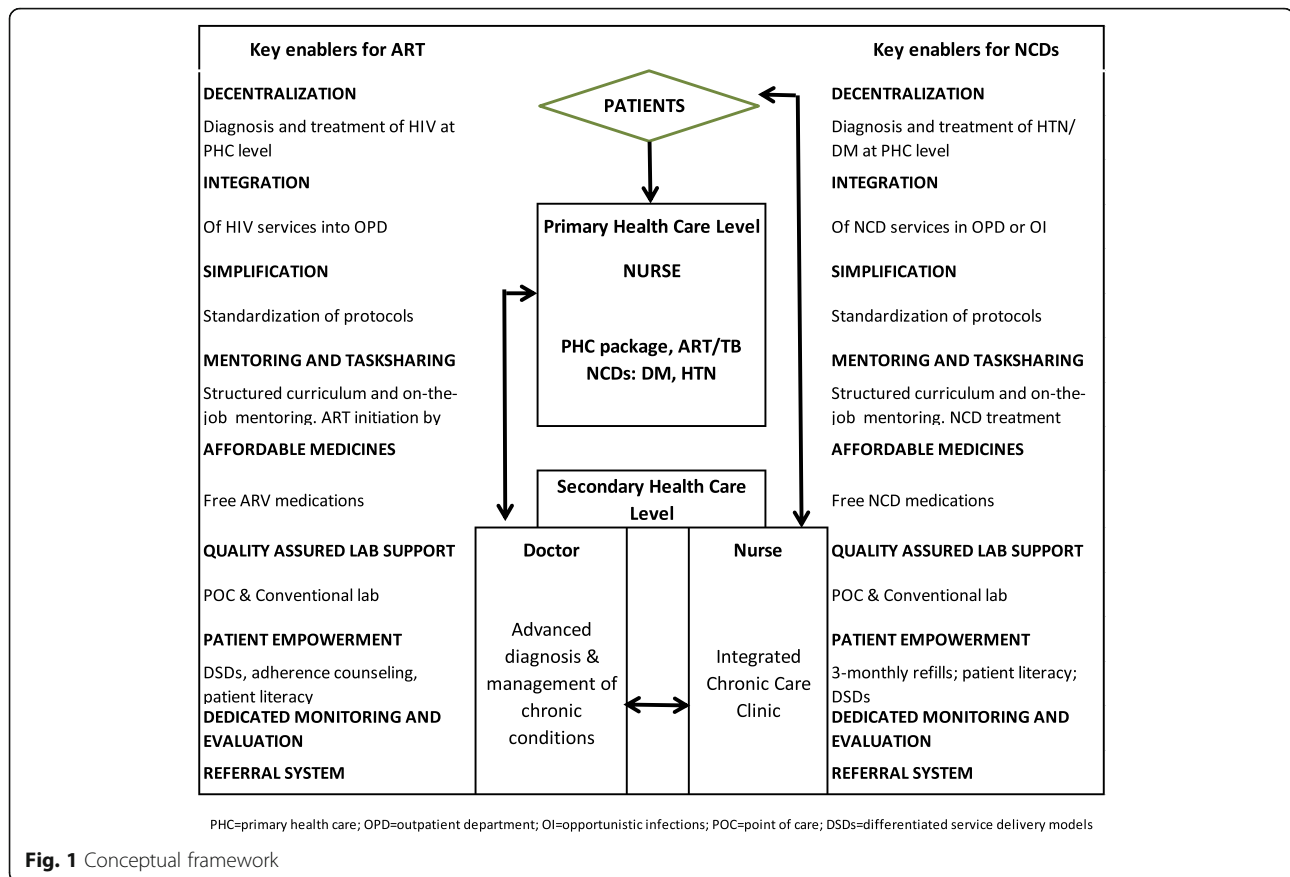 Key enablers for ART
DECENTRALIZATION
Diagnosis and treatment of HIV at
PHC level
INTEGRATION
Of HIV services into OPD
SIMPLIFICATION
Standardization of protocols
MENTORING AND TASKSHARING
Structured curriculum and on-the-
job mentoring. ART initiation by
AFFORDABLE MEDICINES
Free ARV medications
QUALITY ASSURED LAB SUPPORT
POC & Conventional lab
PATIENT EMPOWERMENT
DSDs, adherence counseling,
patient literacy
DEDICATED MONITORING AND
EVALUATION
REFERRAL SYSTEM
PATIENTS
Primary Health Care Level
NURSE
PHC package, ART/TB
NCDs: DM, HTN
Secondary Health Care
Level
Doctor
Advanced
diagnosis &
management of
chronic
conditions
Nurse
Integrated
Chronic Care
Clinic
Key enablers for NCDs
DECENTRALIZATION
Diagnosis and treatment of HTN/
DM at PHC level
INTEGRATION
Of NCD services in OPD or OI
SIMPLIFICATION
Standardization of protocols
MENTORING AND TASKSHARING
Structured curriculum and on-the-
job mentoring. NCD treatment
AFFORDABLE MEDICINES
Free NCD medications
QUALITY ASSURED LAB SUPPORT
POC & Conventional lab
PATIENT EMPOWERMENT
3-monthly refills; patient literacy;
DSDs
DEDICATED MONITORING AND
EVALUATION
REFERRAL SYSTEM
PHC=primary health care; OPD=outpatient department; OI=opportunistic infections; POC=point of care; DSDs=differentiated service delivery models
Fig. 1 Conceptual framework